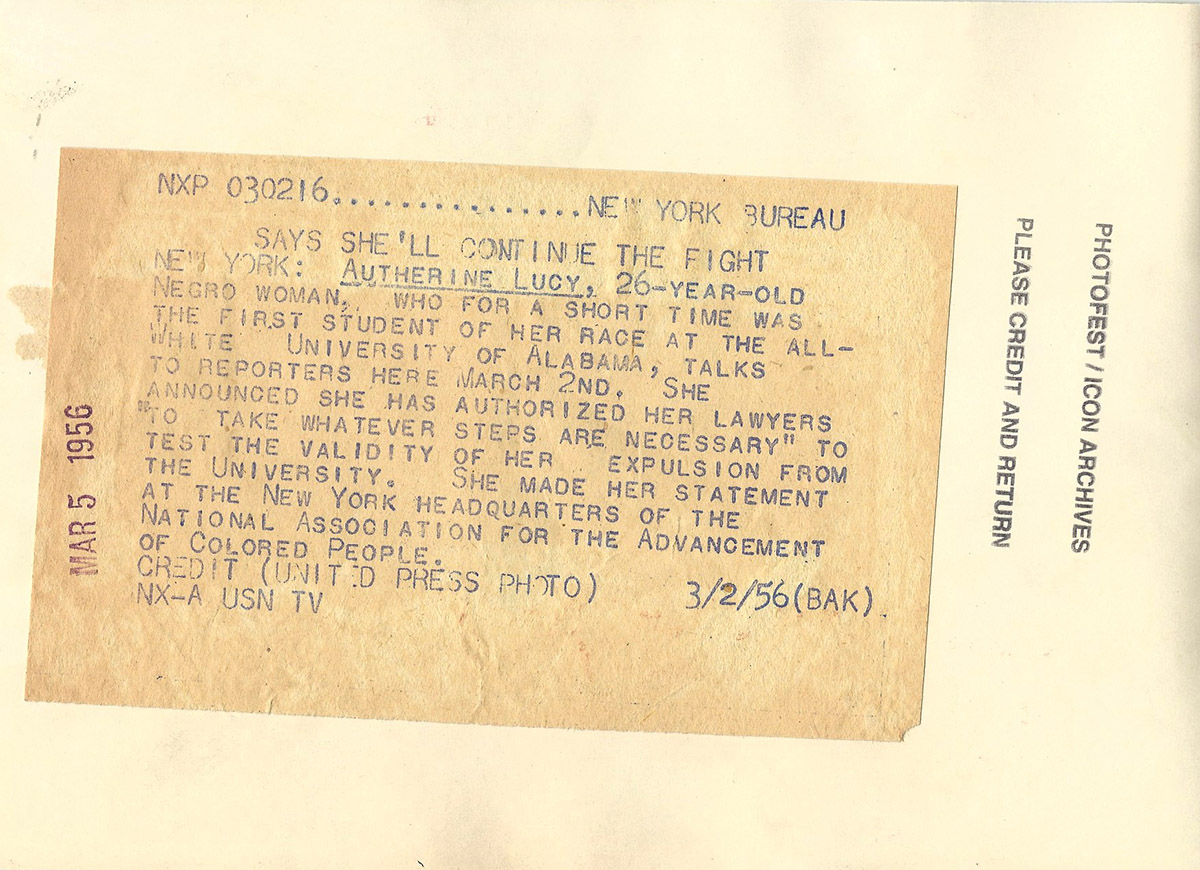 NXP 030216................NEW YORK BUREAU
SAYS SHE'LL CONTINUE THE FIGHT
NEW YORK: AUTHERINE LUCY, 26-YEAR-OLD
NEGRO WOMAN, WHO FOR A SHORT TIME WAS
THE FIRST STUDENT OF HER RACE AT THE ALL-
WHITE UNIVERSITY OF ALABAMA, TALKS
TO REPORTERS HERE MARCH 2ND. SHE
ANNOUNCED SHE HAS AUTHORIZED HER LAWYERS
"TO TAKE WHATEVER STEPS ARE NECESSARY" TO
TEST THE VALIDITY OF HER EXPULSION FROM
THE UNIVERSITY. SHE MADE HER STATEMENT
AT THE NEW YORK HEADQUARTERS OF THE
NATIONAL ASSOCIATION FOR THE ADVANCEMENT
OF COLORED PEOPLE.
CREDIT (UNITED PRESS PHOTO) 3/2/56(BAK)
NX-A USN TV
MAR 5 1956
PHOTOFEST / ICON ARCHIVES
PLEASE CREDIT AND RETURN